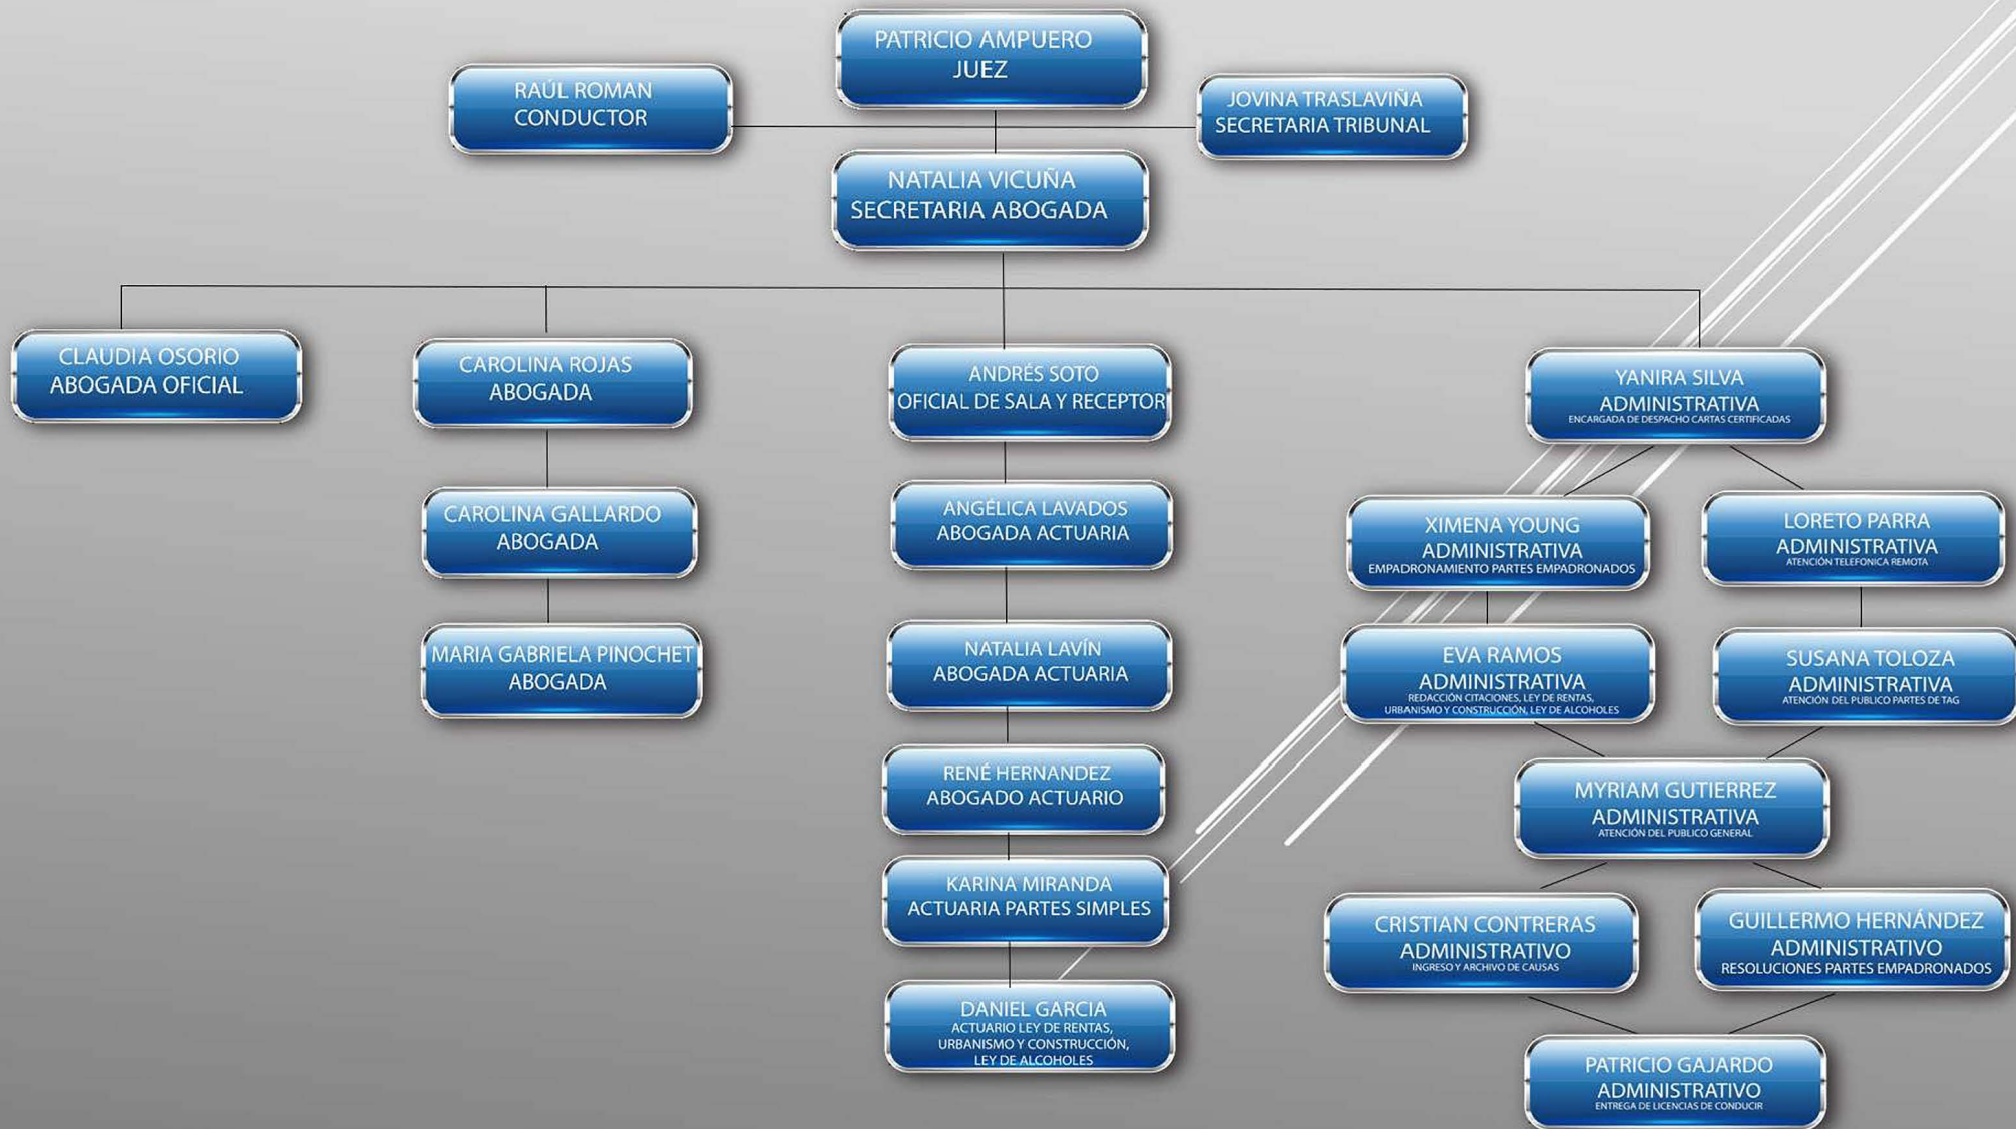 PATRICIO AMPUERO
JUEZ
RAÚL ROMAN
CONDUCTOR
JOVINA TRASLAVIÑA
SECRETARIA TRIBUNAL
NATALIA VICUÑA
SECRETARIA ABOGADA
CLAUDIA OSORIO
ABOGADA OFICIAL
CAROLINA ROJAS
ABOGADA
CAROLINA GALLARDO
ABOGADA
MARIA GABRIELA PINOCHET
ABOGADA
ANDRÉS SOTO
OFICIAL DE SALA Y RECEPTOR
ANGÉLICA LAVADOS
ABOGADA ACTUARIA
NATALIA LAVÍN
ABOGADA ACTUARIA
RENÉ HERNANDEZ
ABOGADO ACTUARIO
KARINA MIRANDA
ACTUARIA PARTES SIMPLES
DANIEL GARCIA
ACTUARIO LEY DE RENTAS,
URBANISMO Y CONSTRUCCIÓN,
LEY DE ALCOHOLES
YANIRA SILVA
ADMINISTRATIVA
ENCARGADA DE DESPACHO CARTAS CERTIFICADAS
XIMENA YOUNG
ADMINISTRATIVA
EMPADRONAMIENTO PARTES EMPADRONADOS
LORETO PARRA
ADMINISTRATIVA
ATENCIÓN TELEFONICA REMOTA
EVA RAMOS
ADMINISTRATIVA
REDACCIÓN CITACIONES, LEY DE RENTAS,
URBANISMO Y CONSTRUCCIÓN, LEY DE ALCOHOLES
SUSANA TOLOZA
ADMINISTRATIVA
ATENCIÓN DEL PUBLICO PARTES DE TAG
MYRIAM GUTIERREZ
ADMINISTRATIVA
ATENCIÓN DEL PUBLICO GENERAL
CRISTIAN CONTRERAS
ADMINISTRATIVO
INGRESO Y ARCHIVO DE CAUSAS
GUILLERMO HERNÁNDEZ
ADMINISTRATIVO
RESOLUCIONES PARTES EMPADRONADOS
PATRICIO GAJARDO
ADMINISTRATIVO
ENTREGA DE LICENCIAS DE CONDUCIR